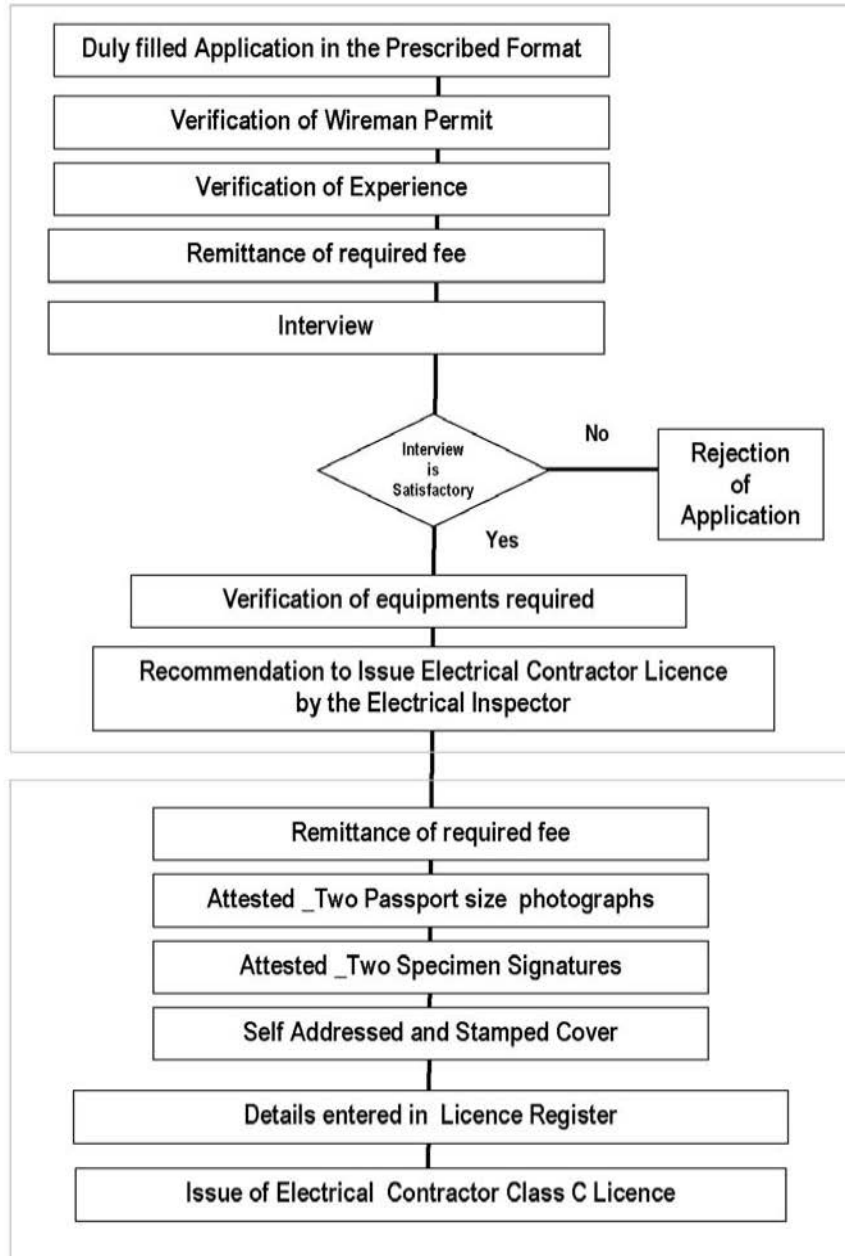 Duly filled Application in the Prescribed Format
Verification of Wireman Permit
Verification of Experience
Remittance of required fee
Interview
Interview
is
Satisfactory
No
Rejection
of
Application
Yes
Verification of equipments required
Recommendation to Issue Electrical Contractor Licence
by the Electrical Inspector
Remittance of required fee
Attested _Two Passport size photographs
Attested _Two Specimen Signatures
Self Addressed and Stamped Cover
Details entered in Licence Register
Issue of Electrical Contractor Class C Licence